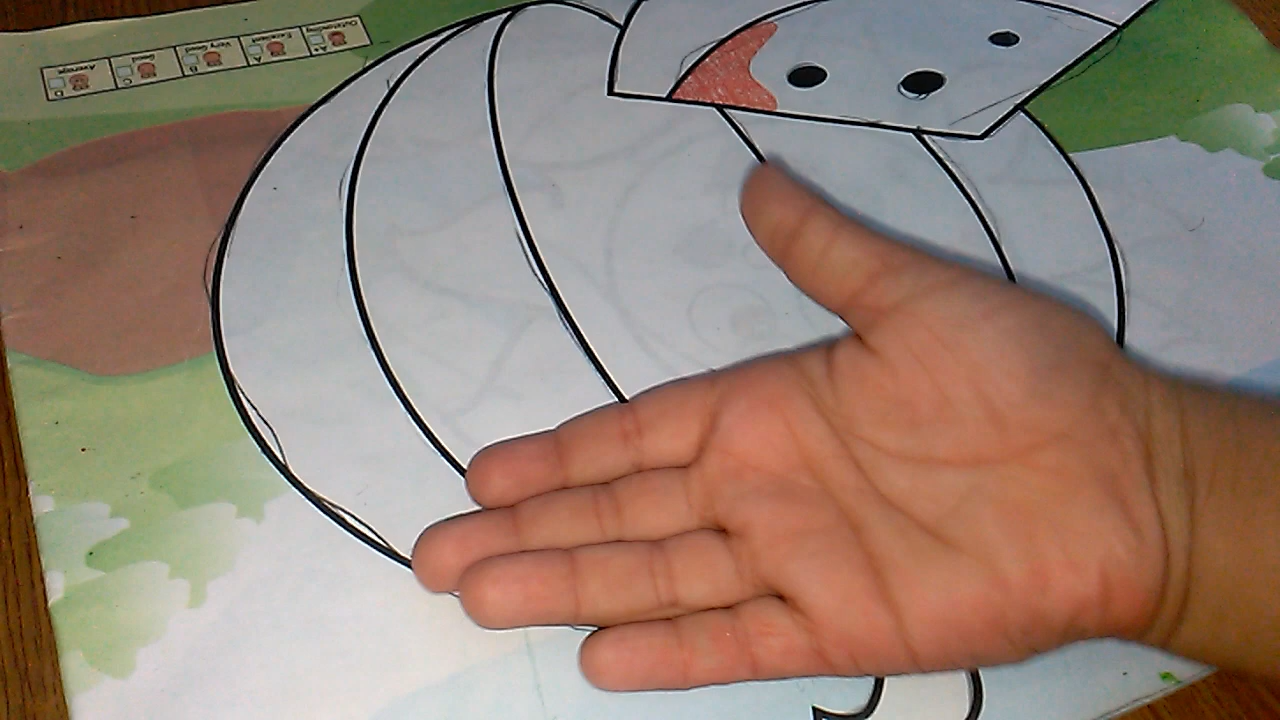 Outstanding
A+
Excellent
A
Very Good
B
Good
C
Average
D